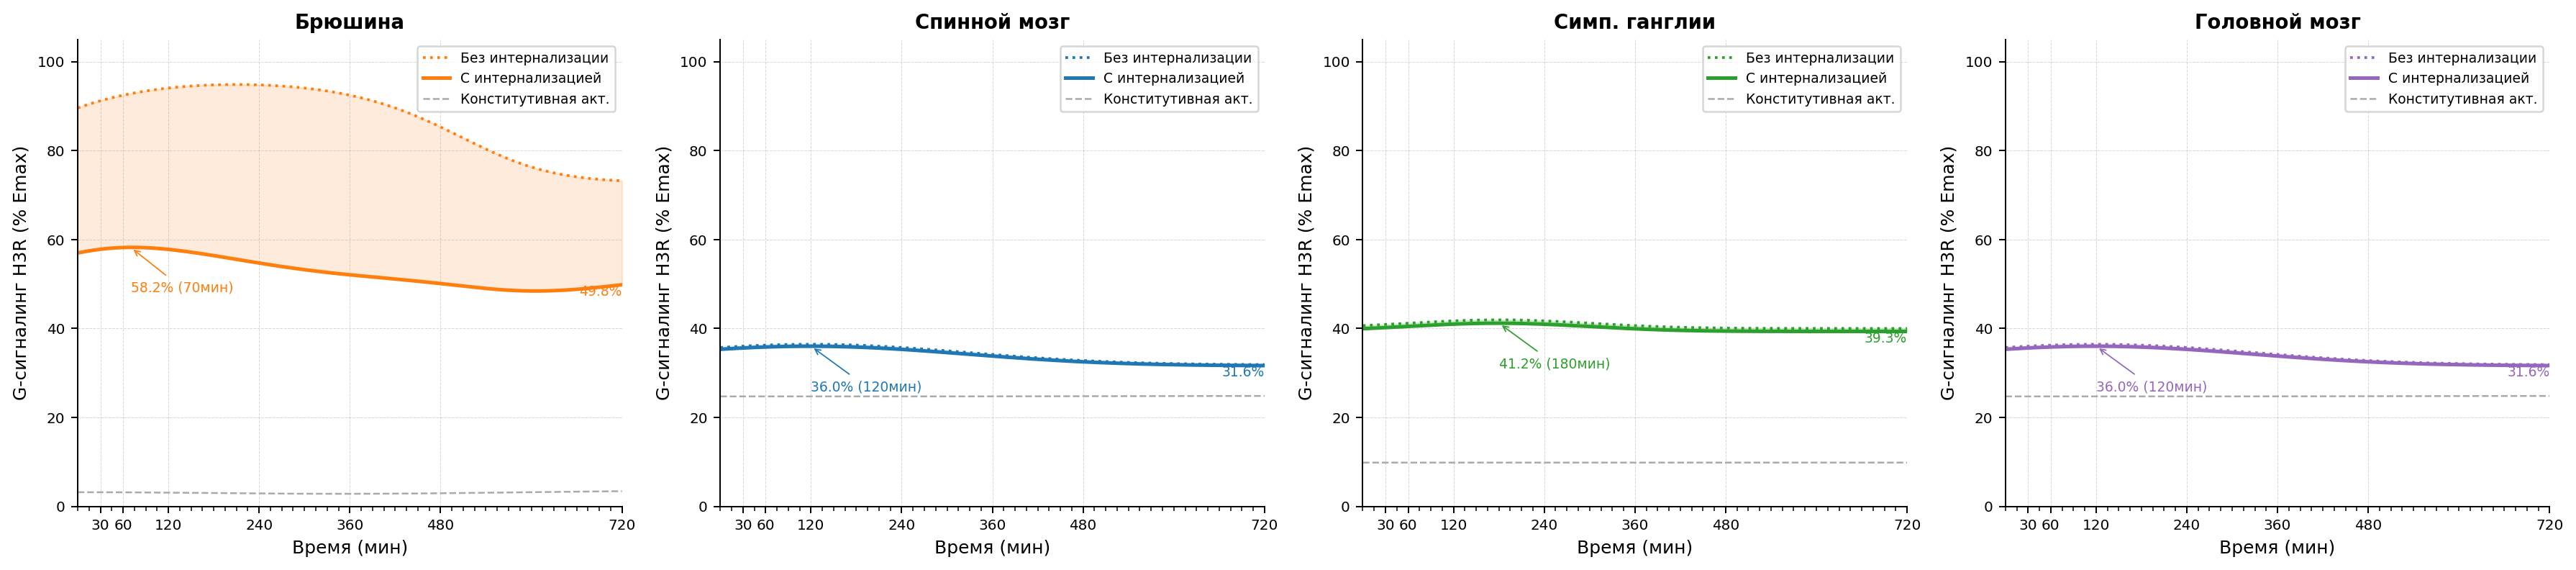 Брюшина
G-сигналинг H3R (% Emax)
100
80
60
40
20
0
Без интернализации
С интернализацией
Конститутивная акт.
58.2% (70мин)
49.8%
30 60 120 240 360 480 720
Время (мин)
Спинной мозг
G-сигналинг H3R (% Emax)
100
80
60
40
20
0
Без интернализации
С интернализацией
Конститутивная акт.
36.0% (120мин)
31.6%
30 60 120 240 360 480 720
Время (мин)
Симп. ганглии
G-сигналинг H3R (% Emax)
100
80
60
40
20
0
Без интернализации
С интернализацией
Конститутивная акт.
41.2% (180мин)
39.3%
30 60 120 240 360 480 720
Время (мин)
Головной мозг
G-сигналинг H3R (% Emax)
100
80
60
40
20
0
Без интернализации
С интернализацией
Конститутивная акт.
36.0% (120мин)
31.6%
30 60 120 240 360 480 720
Время (мин)